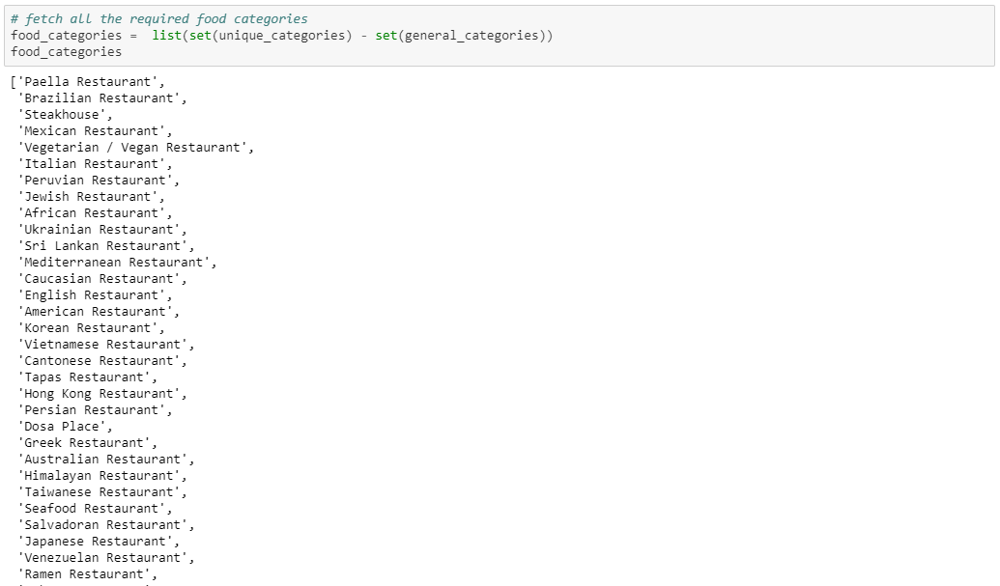 # fetch all the required food categories
food_categories =  list(set(unique_categories) - set(general_categories))
food_categories
['Paella Restaurant',
 'Brazilian Restaurant',
 'Steakhouse',
 'Mexican Restaurant',
 'Vegetarian / Vegan Restaurant',
 'Italian Restaurant',
 'Peruvian Restaurant',
 'Jewish Restaurant',
 'African Restaurant',
 'Ukrainian Restaurant',
 'Sri Lankan Restaurant',
 'Mediterranean Restaurant',
 'Caucasian Restaurant',
 'English Restaurant',
 'American Restaurant',
 'Korean Restaurant',
 'Vietnamese Restaurant',
 'Cantonese Restaurant',
 'Tapas Restaurant',
 'Hong Kong Restaurant',
 'Persian Restaurant',
 'Dosa Place',
 'Greek Restaurant',
 'Australian Restaurant',
 'Himalayan Restaurant',
 'Taiwanese Restaurant',
 'Seafood Restaurant',
 'Salvadoran Restaurant',
 'Japanese Restaurant',
 'Venezuelan Restaurant',
 'Ramen Restaurant',